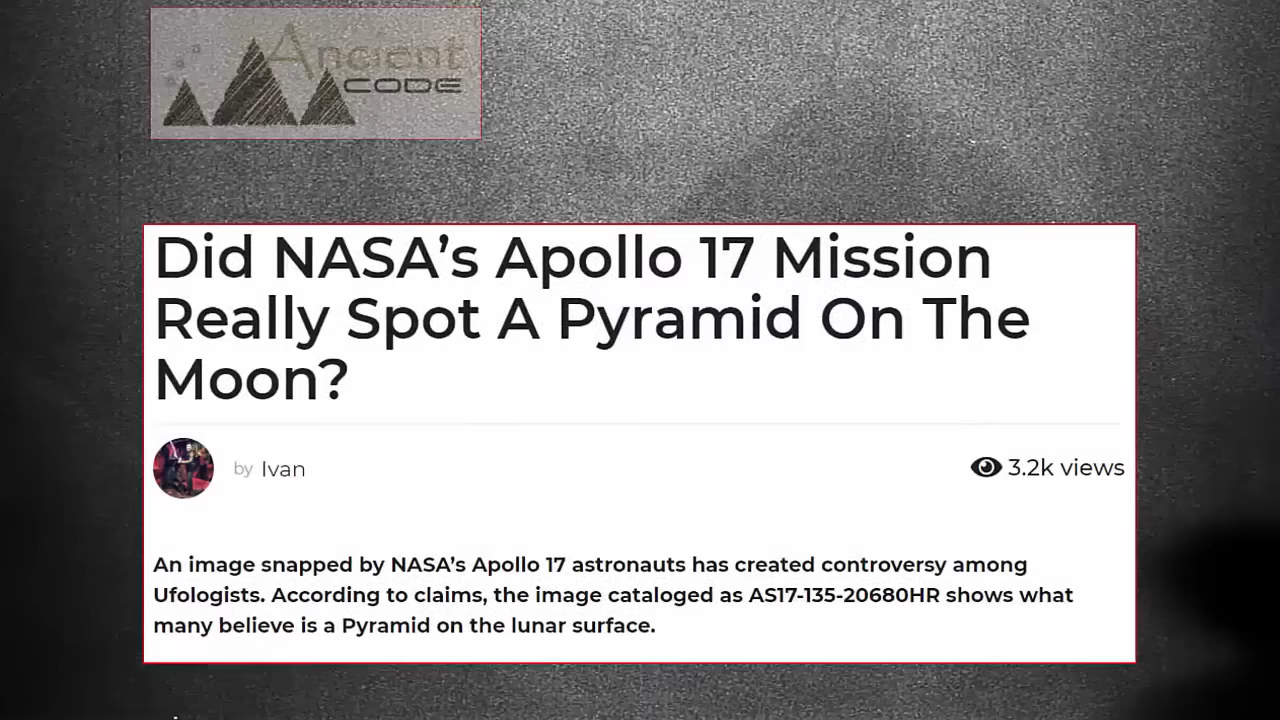 Ancient
CODE
Did NASA’s Apollo 17 Mission
Really Spot A Pyramid On The
Moon?
by Ivan
3.2k views
An image snapped by NASA’s Apollo 17 astronauts has created controversy among
Ufologists. According to claims, the image cataloged as AS17-135-20680HR shows what
many believe is a Pyramid on the lunar surface.